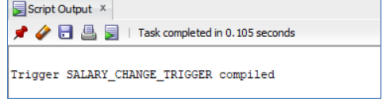 Script Output x
Task completed in 0.105 seconds
Trigger SALARY_CHANGE_TRIGGER compiled